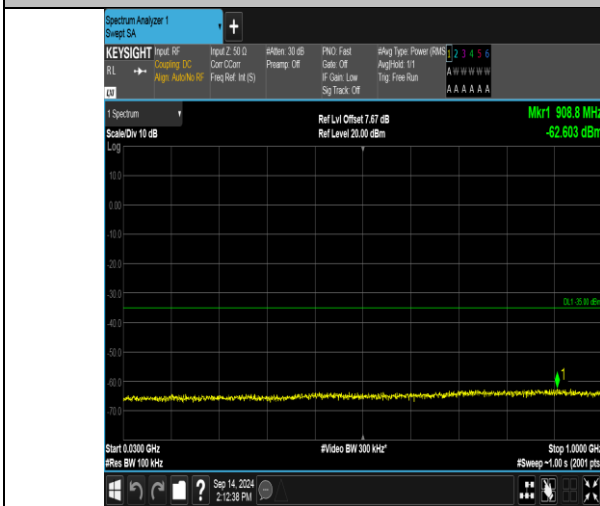 Spectrum Analyzer 1
Swept SA
+
KEYSIGHT Input: RF Input Z: 50 Ω #Atten: 30 dB PNO: Fast #Avg Type: Power (RMS 1 2 3 4 5 6
RL Coupling: DC Corr CCorr Preamp: Off Gate: Off Avg|Hold: 1/1 A W W W W W
Align: Auto/No RF Freq Ref: Int (S) IF Gain: Low Trig: Free Run
Sig Track: Off A A A A A A
1 Spectrum
Ref Lvl Offset 7.67 dB Mkr1 908.8 MHz
Scale/Div 10 dB Ref Level 20.00 dBm -62.603 dBm
Log
10.0
0.00
-10.0
-20.0
-30.0
DL1 -35.00 dBm
-40.0
-50.0
1
-60.0
-70.0
Start 0.0300 GHz #Video BW 300 kHz* Stop 1.0000 GHz
#Res BW 100 kHz #Sweep ~1.00 s (2001 pts
? Sep 14, 2024
2:12:38 PM